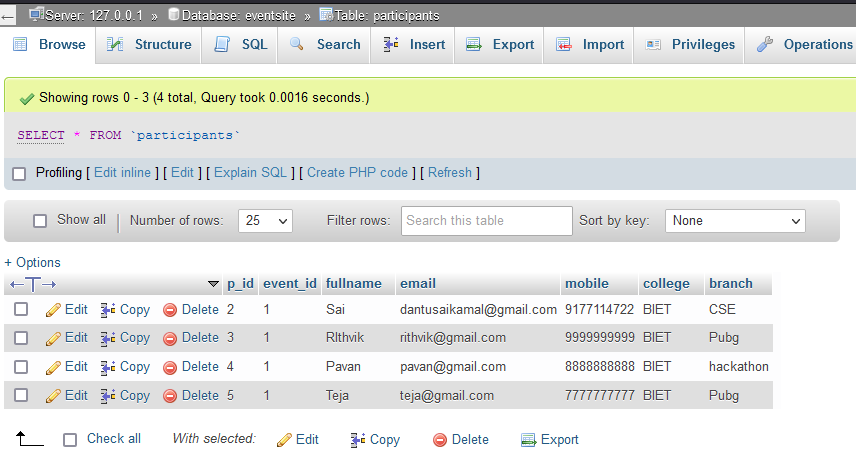 Server: 127.0.0.1 » Database: eventsite » Table: participants
Browse Structure SQL Search Insert Export Import Privileges Operations
Showing rows 0 - 3 (4 total, Query took 0.0016 seconds.)
SELECT * FROM `participants`
Profiling [ Edit inline ] [ Edit ] [ Explain SQL ] [ Create PHP code ] [ Refresh ]
Show all Number of rows: 25 Filter rows: Search this table Sort by key: None
+ Options
p_id event_id fullname email mobile college branch
Edit Copy Delete 2 1 Sai dantusaikamal@gmail.com 9177114722 BIET CSE
Edit Copy Delete 3 1 RIthvik rithvik@gmail.com 9999999999 BIET Pubg
Edit Copy Delete 4 1 Pavan pavan@gmail.com 8888888888 BIET hackathon
Edit Copy Delete 5 1 Teja teja@gmail.com 7777777777 BIET Pubg
Check all With selected: Edit Copy Delete Export